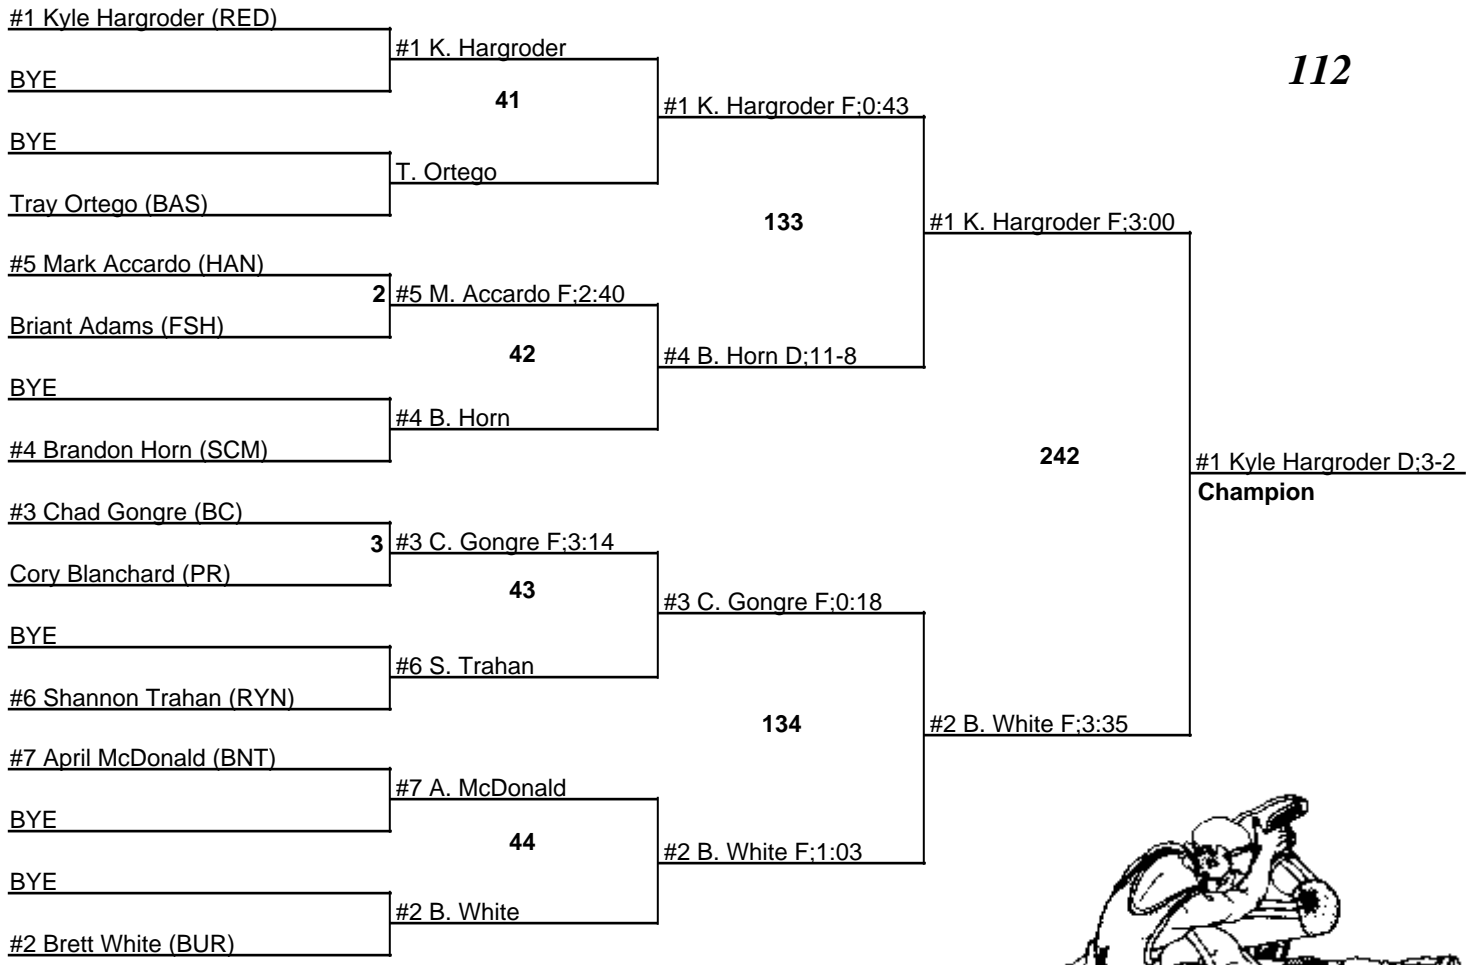 #1 Kyle Hargroder (RED)
#1 K. Hargroder
112
BYE
41
#1 K. Hargroder F;0:43
BYE
T. Ortego
Tray Ortego (BAS)
133
#1 K. Hargroder F;3:00
#5 Mark Accardo (HAN)
2 #5 M. Accardo F;2:40
Briant Adams (FSH)
42
#4 B. Horn D;11-8
BYE
#4 B. Horn
#4 Brandon Horn (SCM)
242
#1 Kyle Hargroder D;3-2
Champion
#3 Chad Gongre (BC)
3 #3 C. Gongre F;3:14
Cory Blanchard (PR)
43
#3 C. Gongre F;0:18
BYE
#6 S. Trahan
#6 Shannon Trahan (RYN)
134
#2 B. White F;3:35
#7 April McDonald (BNT)
#7 A. McDonald
BYE
44
#2 B. White F;1:03
BYE
#2 B. White
#2 Brett White (BUR)